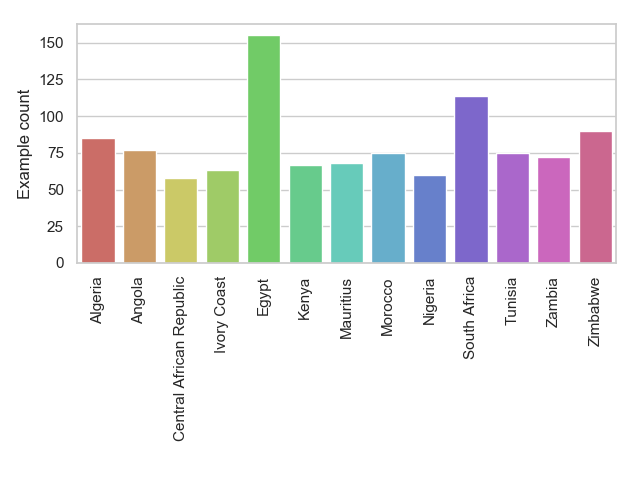 Example count
150
125
100
75
50
25
0
Algeria
Angola
Central African Republic
Ivory Coast
Egypt
Kenya
Mauritius
Morocco
Nigeria
South Africa
Tunisia
Zambia
Zimbabwe